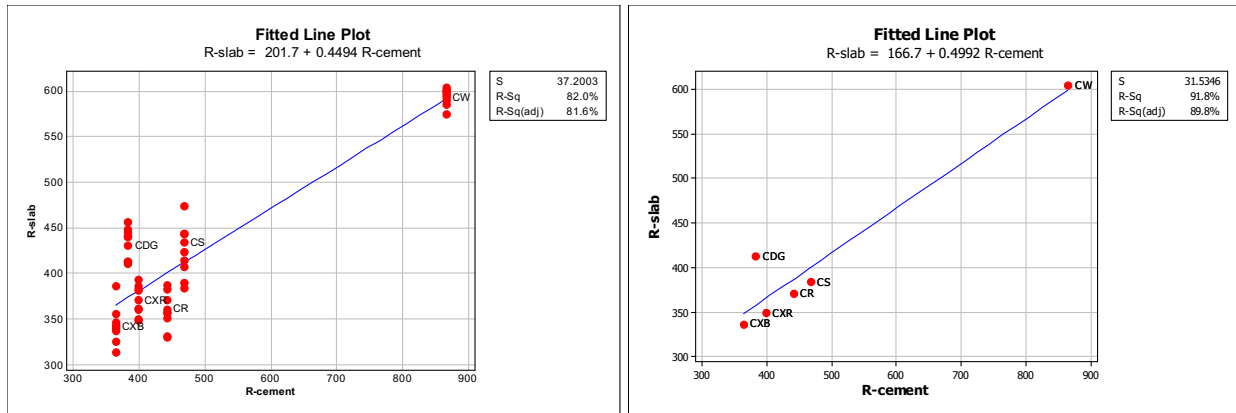 Fitted Line Plot
R-slab = 201.7 + 0.4494 R-cement
S 37.2003
R-Sq 82.0%
R-Sq(adj) 81.6%
600
550
500
450
400
350
300
R-slab
CW
CDG
CS
CXR
CR
CXB
300 400 500 600 700 800 900
R-cement
Fitted Line Plot
R-slab = 166.7 + 0.4992 R-cement
S 31.5346
R-Sq 91.8%
R-Sq(adj) 89.8%
600
550
500
450
400
350
300
R-slab
CW
CDG
CS
CR
CXR
CXB
300 400 500 600 700 800 900
R-cement